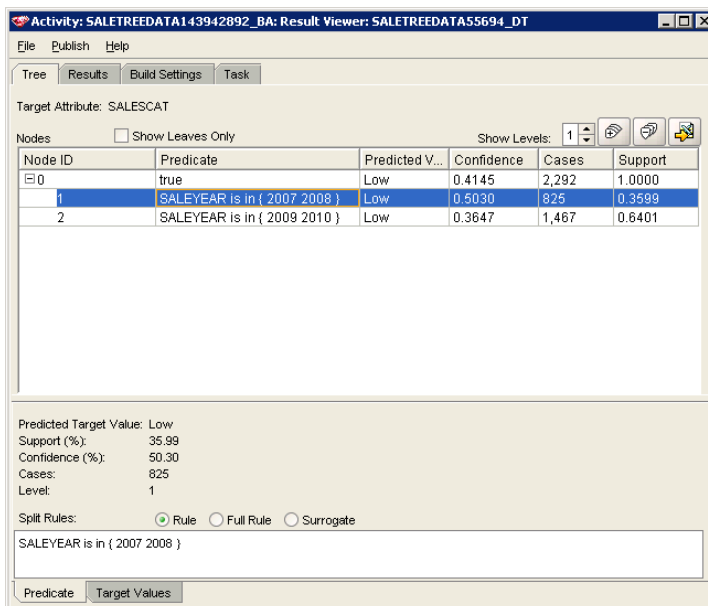 Activity: SALETREEDATA143942892_BA: Result Viewer: SALETREEDATA55694_DT
File Publish Help
Tree Results Build Settings Task
Target Attribute: SALESCAT
Nodes Show Leaves Only Show Levels: 1
Node ID Predicate Predicted V... Confidence Cases Support
0 true Low 0.4145 2,292 1.0000
1 SALEYEAR is in { 2007 2008 } Low 0.5030 825 0.3599
2 SALEYEAR is in { 2009 2010 } Low 0.3647 1,467 0.6401
Predicted Target Value: Low
Support (%): 35.99
Confidence (%): 50.30
Cases: 825
Level: 1
Split Rules: Rule Full Rule Surrogate
SALEYEAR is in { 2007 2008 }
Predicate Target Values